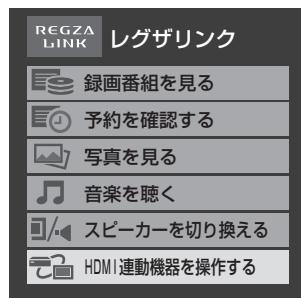 REGZA
LINK
レグザリンク
録画番組を見る
予約を確認する
写真を見る
音楽を聴く
スピーカーを切り換える
HDMI連動機器を操作する